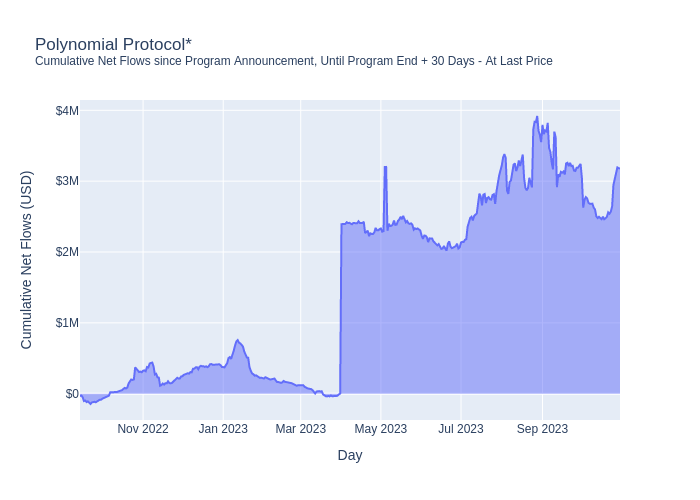 Polynomial Protocol*
Cumulative Net Flows since Program Announcement, Until Program End + 30 Days - At Last Price
Cumulative Net Flows (USD)
$4M
$3M
$2M
$1M
$0
Nov 2022 Jan 2023 Mar 2023 May 2023 Jul 2023 Sep 2023
Day